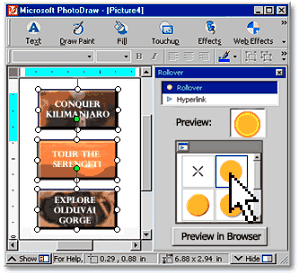 Microsoft PhotoDraw - [Picture4]
Text Draw Paint Fill Touchup Effects Web Effects
Rollover
Rollover
Hyperlink
CONQUER
KILIMANJARO
TOUR THE
SERENGETI
EXPLORE
OLDUVAI
GORGE
Preview:
Preview in Browser
Show For Help, 0.29, 0.88 in 6.88 x 2.94 in Hide